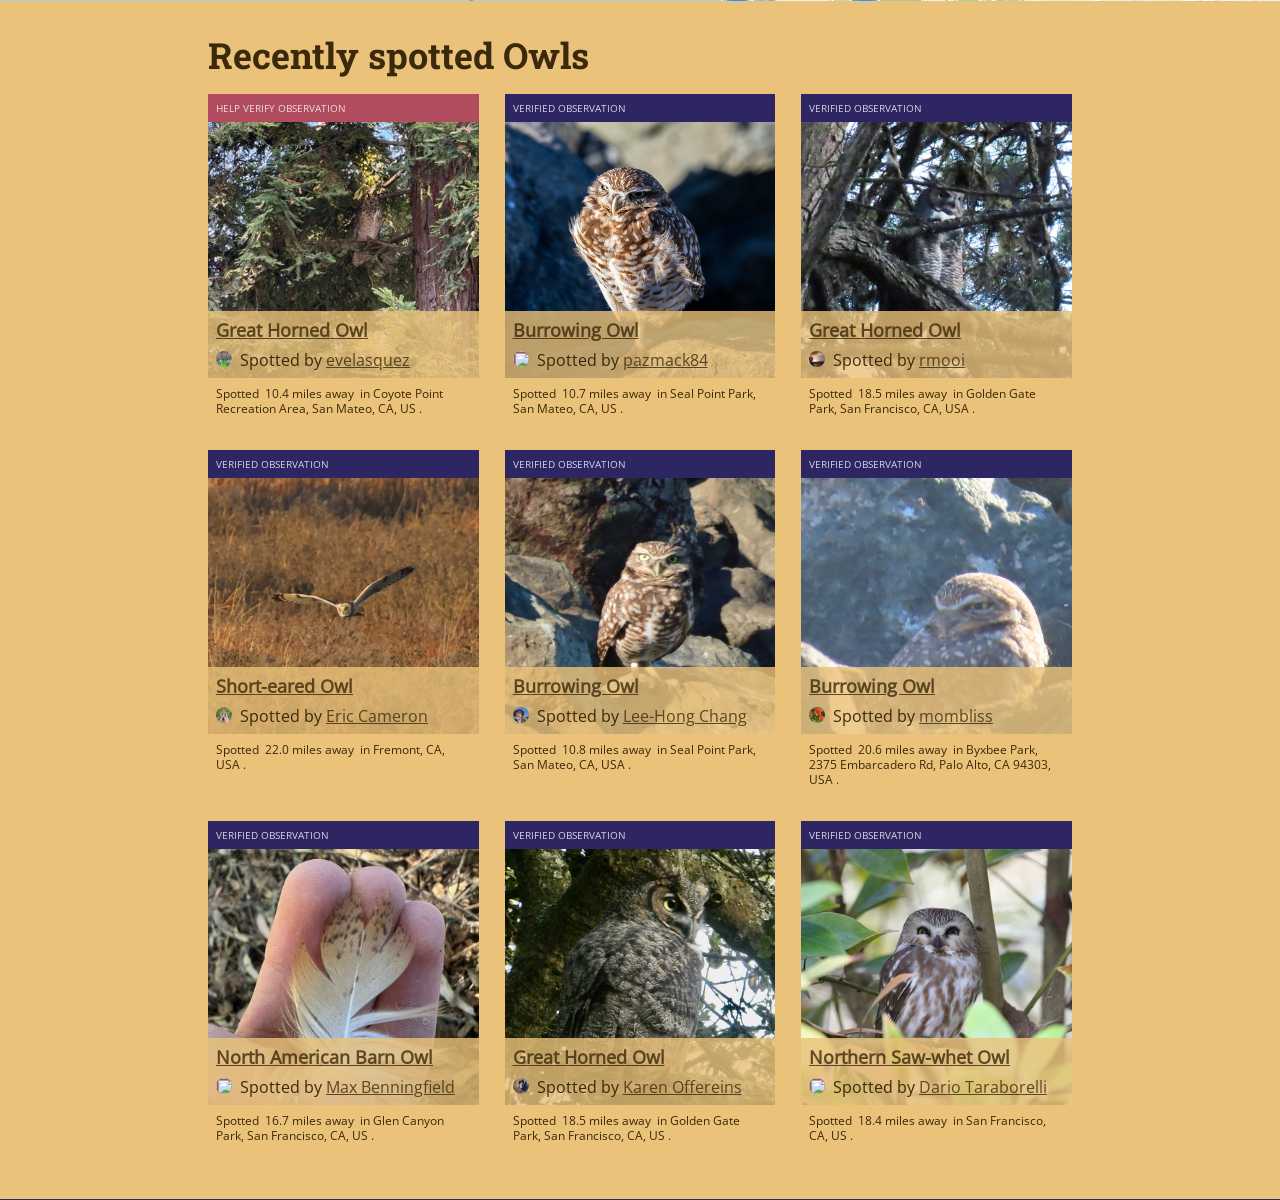 Recently spotted Owls
HELP VERIFY OBSERVATION
Great Horned Owl
Spotted by evelasquez
Spotted 10.4 miles away in Coyote Point
Recreation Area, San Mateo, CA, US .
VERIFIED OBSERVATION
Burrowing Owl
Spotted by pazmack84
Spotted 10.7 miles away in Seal Point Park,
San Mateo, CA, US .
VERIFIED OBSERVATION
Great Horned Owl
Spotted by rmooi
Spotted 18.5 miles away in Golden Gate
Park, San Francisco, CA, USA .
VERIFIED OBSERVATION
Short-eared Owl
Spotted by Eric Cameron
Spotted 22.0 miles away in Fremont, CA,
USA .
VERIFIED OBSERVATION
Burrowing Owl
Spotted by Lee-Hong Chang
Spotted 10.8 miles away in Seal Point Park,
San Mateo, CA, USA .
VERIFIED OBSERVATION
Burrowing Owl
Spotted by mombliss
Spotted 20.6 miles away in Byxbee Park,
2375 Embarcadero Rd, Palo Alto, CA 94303,
USA .
VERIFIED OBSERVATION
North American Barn Owl
Spotted by Max Benningfield
Spotted 16.7 miles away in Glen Canyon
Park, San Francisco, CA, US .
VERIFIED OBSERVATION
Great Horned Owl
Spotted by Karen Offereins
Spotted 18.5 miles away in Golden Gate
Park, San Francisco, CA, US .
VERIFIED OBSERVATION
Northern Saw-whet Owl
Spotted by Dario Taraborelli
Spotted 18.4 miles away in San Francisco,
CA, US .